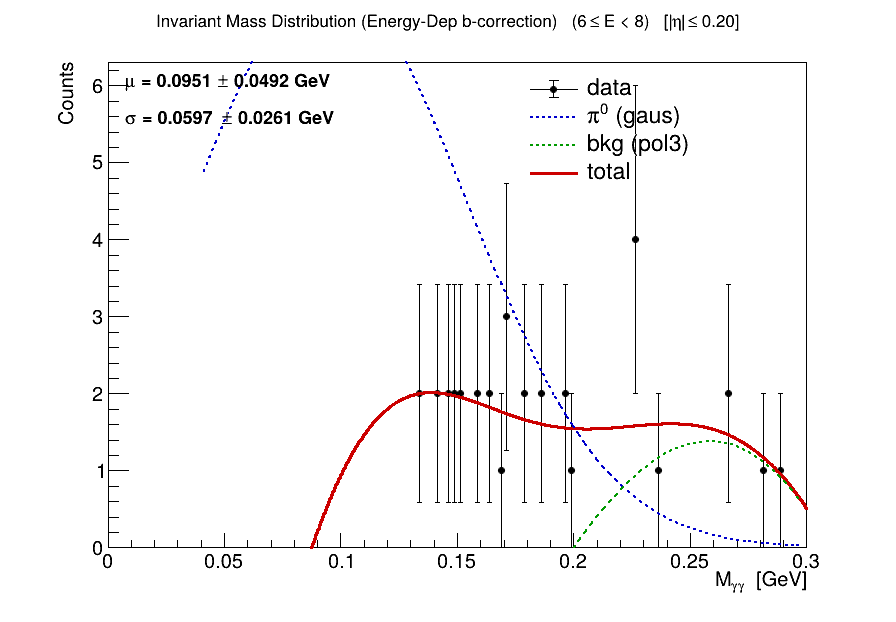 Invariant Mass Distribution (Energy-Dep b-correction) (6 ≤ E < 8) [|η| ≤ 0.20]
μ = 0.0951 ± 0.0492 GeV
σ = 0.0597 ± 0.0261 GeV
data
π⁰ (gaus)
bkg (pol3)
total
Counts
6
5
4
3
2
1
0
0 0.05 0.1 0.15 0.2 0.25 0.3
Mγγ [GeV]